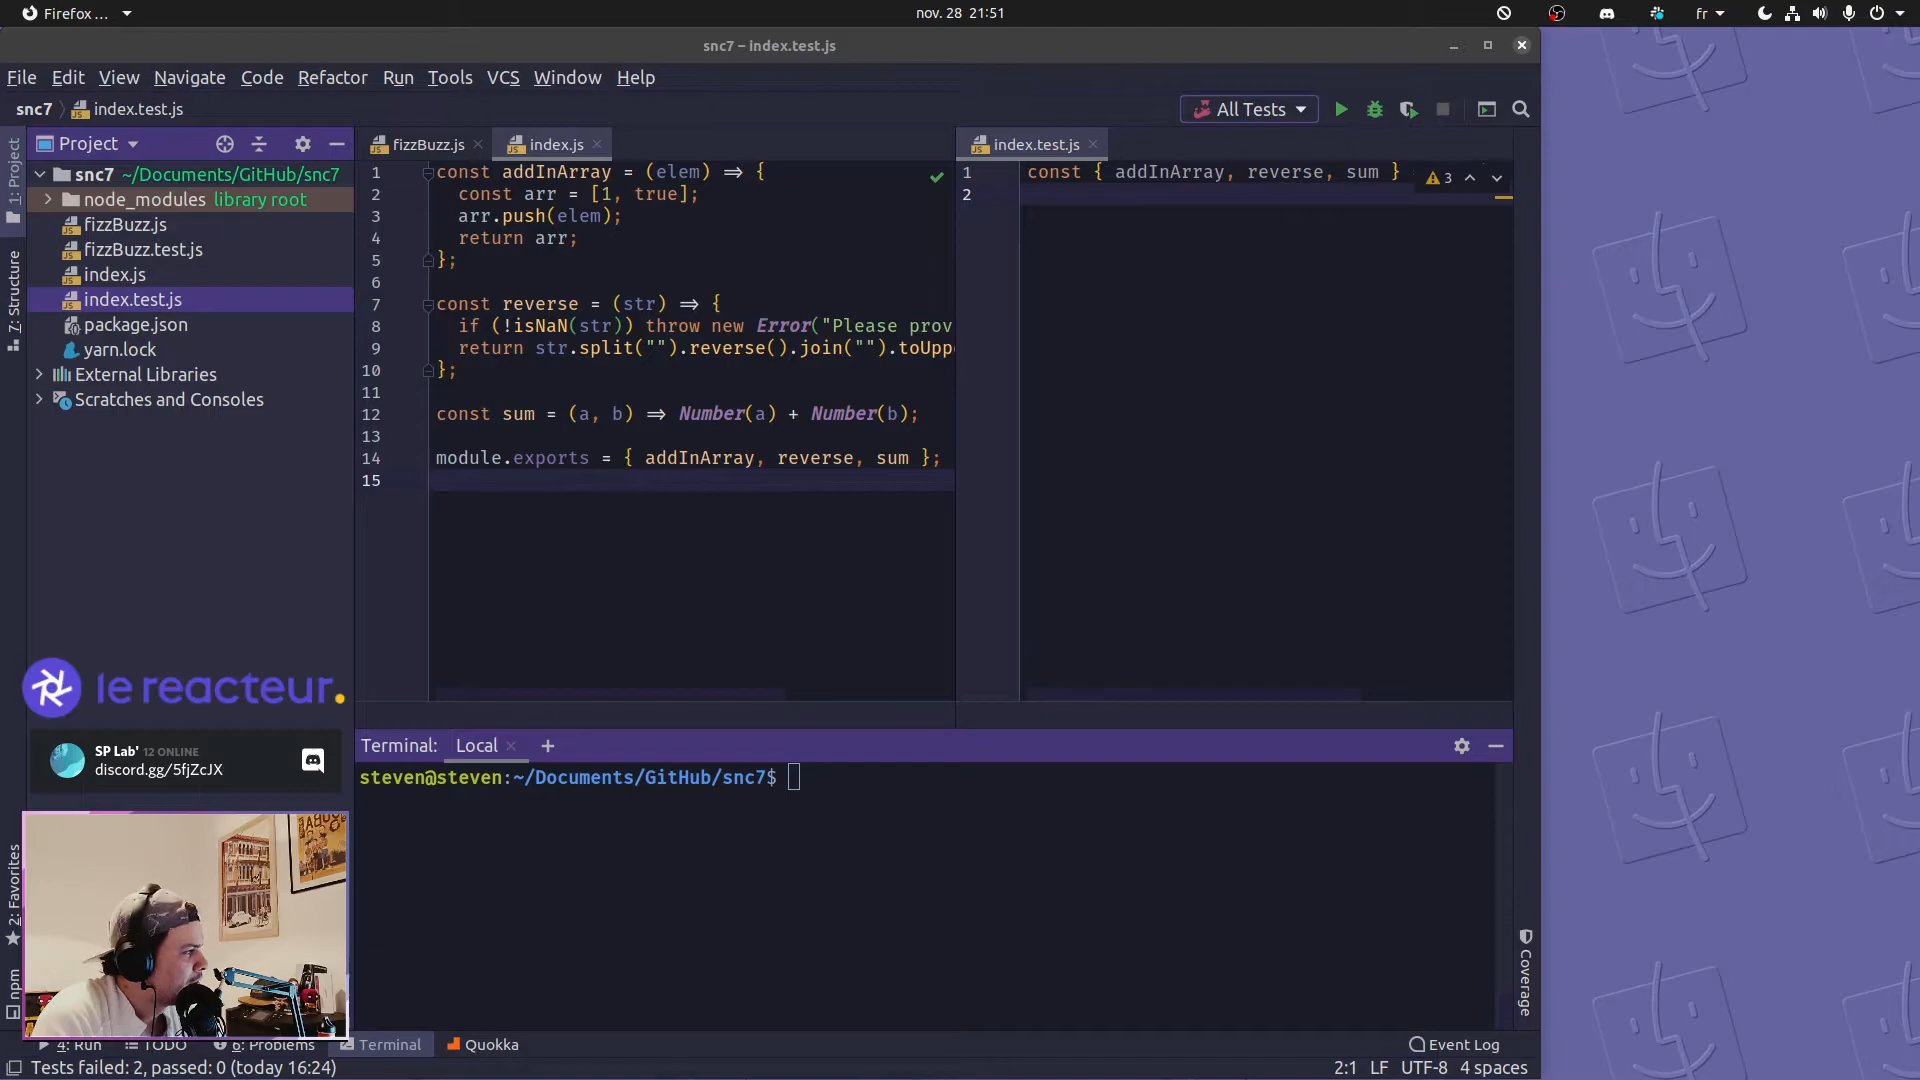 Firefox ...
nov. 28 21:51
fr
snc7 – index.test.js
File Edit View Navigate Code Refactor Run Tools VCS Window Help
snc7 index.test.js
All Tests
Project
fizzBuzz.js
index.js
index.test.js
1: Project
7: Structure
2: Favorites
npm
snc7 ~/Documents/GitHub/snc7
node_modules library root
fizzBuzz.js
fizzBuzz.test.js
index.js
index.test.js
package.json
yarn.lock
External Libraries
Scratches and Consoles
1 const addInArray = (elem) => {
2 const arr = [1, true];
3 arr.push(elem);
4 return arr;
5 };
6
7 const reverse = (str) => {
8 if (!isNaN(str)) throw new Error("Please prov
9 return str.split("").reverse().join("").toUpp
10 };
11
12 const sum = (a, b) => Number(a) + Number(b);
13
14 module.exports = { addInArray, reverse, sum };
15
1 const { addInArray, reverse, sum }
2
3
le reacteur.
SP Lab' 12 ONLINE
discord.gg/5fjZcJX
Terminal: Local
steven@steven:~/Documents/GitHub/snc7$
Coverage
4: Run
TODO
6: Problems
Terminal
Quokka
Event Log
Tests failed: 2, passed: 0 (today 16:24)
2:1 LF UTF-8 4 spaces